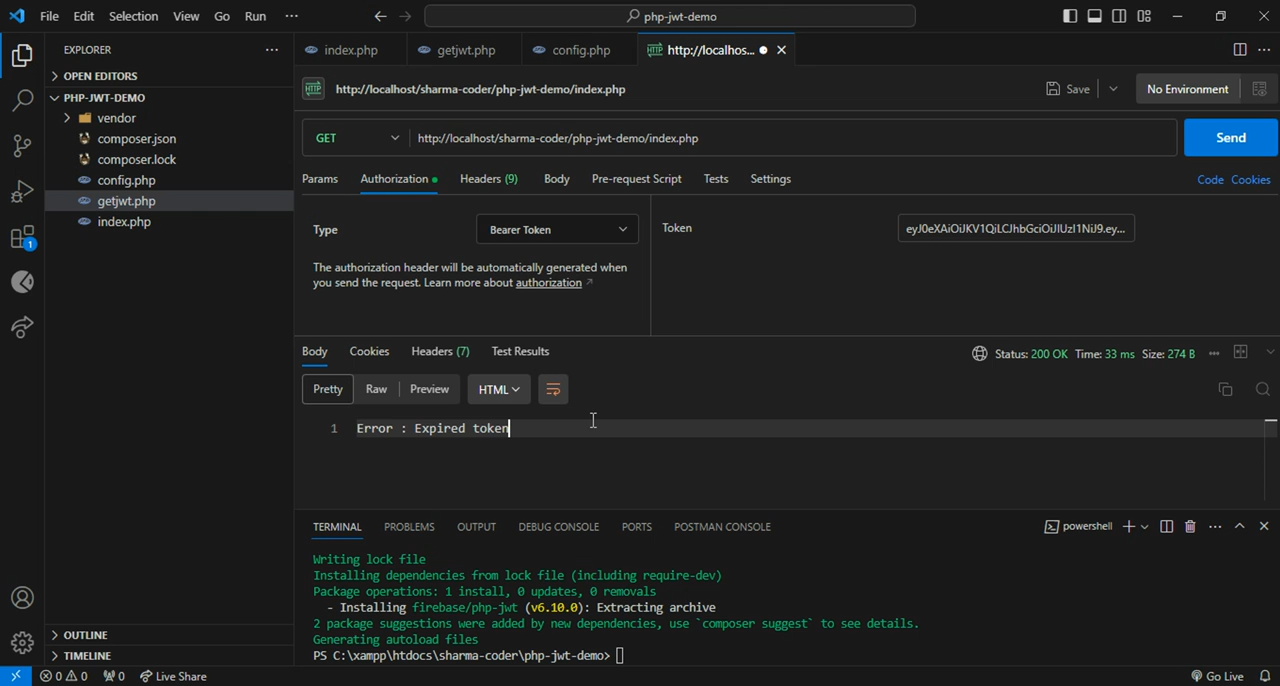 File Edit Selection View Go Run ··· php-jwt-demo
EXPLORER ···
OPEN EDITORS
PHP-JWT-DEMO
vendor
composer.json
composer.lock
config.php
getjwt.php
index.php
OUTLINE
TIMELINE
index.php getjwt.php config.php HTTP http://localhos...
HTTP http://localhost/sharma-coder/php-jwt-demo/index.php Save No Environment
GET http://localhost/sharma-coder/php-jwt-demo/index.php Send
Params Authorization Headers (9) Body Pre-request Script Tests Settings Code Cookies
Type Bearer Token Token eyJ0eXAiOiJKV1QiLCJhbGciOiJIUzI1NiJ9.ey...
The authorization header will be automatically generated when
you send the request. Learn more about authorization ↗
Body Cookies Headers (7) Test Results Status: 200 OK Time: 33 ms Size: 274 B ···
Pretty Raw Preview HTML
1 Error : Expired token
TERMINAL PROBLEMS OUTPUT DEBUG CONSOLE PORTS POSTMAN CONSOLE powershell
Writing lock file
Installing dependencies from lock file (including require-dev)
Package operations: 1 install, 0 updates, 0 removals
- Installing firebase/php-jwt (v6.10.0): Extracting archive
2 package suggestions were added by new dependencies, use `composer suggest` to see details.
Generating autoload files
PS C:\xampp\htdocs\sharma-coder\php-jwt-demo>
1
0 0 0 Live Share Go Live